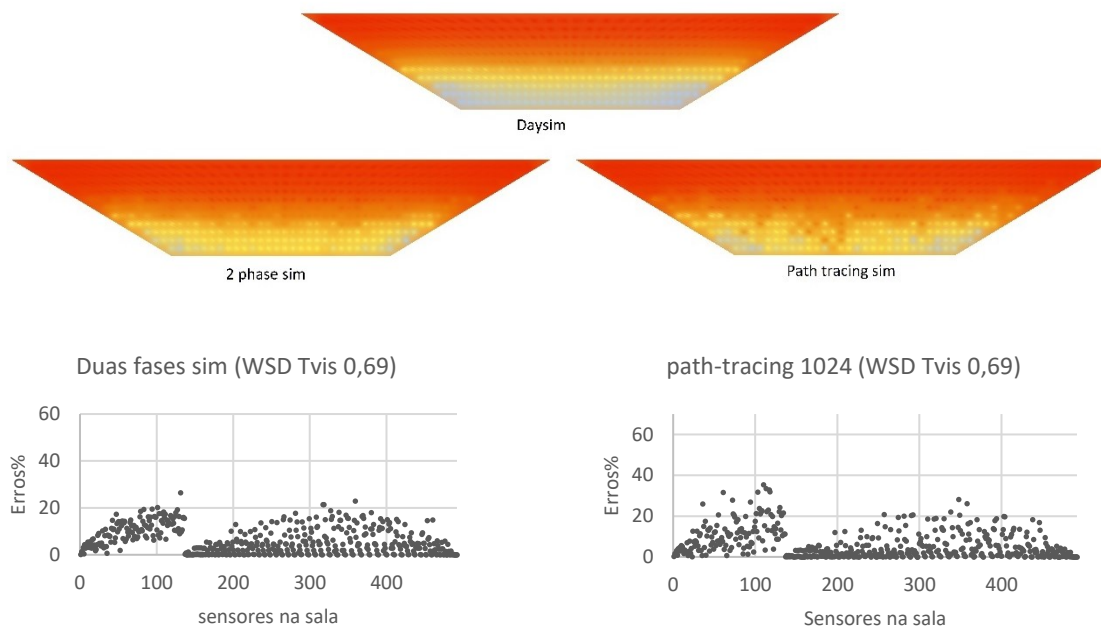 Daysim
2 phase sim
Path tracing sim
Duas fases sim (WSD Tvis 0,69)
60
40
20
0
Erros%
0 100 200 300 400
sensores na sala
path-tracing 1024 (WSD Tvis 0,69)
60
40
20
0
Erros%
0 100 200 300 400
Sensores na sala